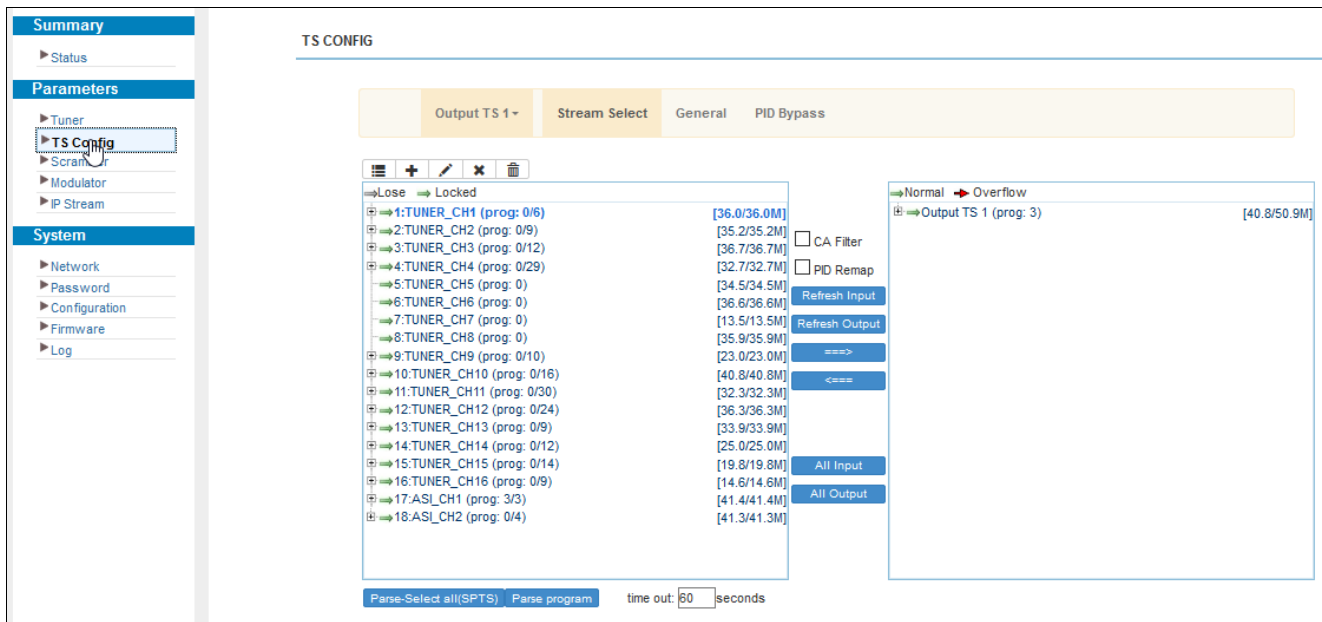 Summary
Status
Parameters
Tuner
TS Config
Scrambler
Modulator
IP Stream
System
Network
Password
Configuration
Firmware
Log
TS CONFIG
Output TS 1 Stream Select General PID Bypass
Lose Locked
1:TUNER_CH1 (prog: 0/6) [36.0/36.0M]
2:TUNER_CH2 (prog: 0/9) [35.2/35.2M]
3:TUNER_CH3 (prog: 0/12) [36.7/36.7M]
4:TUNER_CH4 (prog: 0/29) [32.7/32.7M]
5:TUNER_CH5 (prog: 0) [34.5/34.5M]
6:TUNER_CH6 (prog: 0) [36.6/36.6M]
7:TUNER_CH7 (prog: 0) [13.5/13.5M]
8:TUNER_CH8 (prog: 0) [35.9/35.9M]
9:TUNER_CH9 (prog: 0/10) [23.0/23.0M]
10:TUNER_CH10 (prog: 0/16) [40.8/40.8M]
11:TUNER_CH11 (prog: 0/30) [32.3/32.3M]
12:TUNER_CH12 (prog: 0/24) [36.3/36.3M]
13:TUNER_CH13 (prog: 0/9) [33.9/33.9M]
14:TUNER_CH14 (prog: 0/12) [25.0/25.0M]
15:TUNER_CH15 (prog: 0/14) [19.8/19.8M]
16:TUNER_CH16 (prog: 0/9) [14.6/14.6M]
17:ASI_CH1 (prog: 3/3) [41.4/41.4M]
18:ASI_CH2 (prog: 0/4) [41.3/41.3M]
CA Filter
PID Remap
Refresh Input
Refresh Output
===>
<===
All Input
All Output
Normal Overflow
Output TS 1 (prog: 3) [40.8/50.9M]
Parse-Select all(SPTS) Parse program time out: 60 seconds